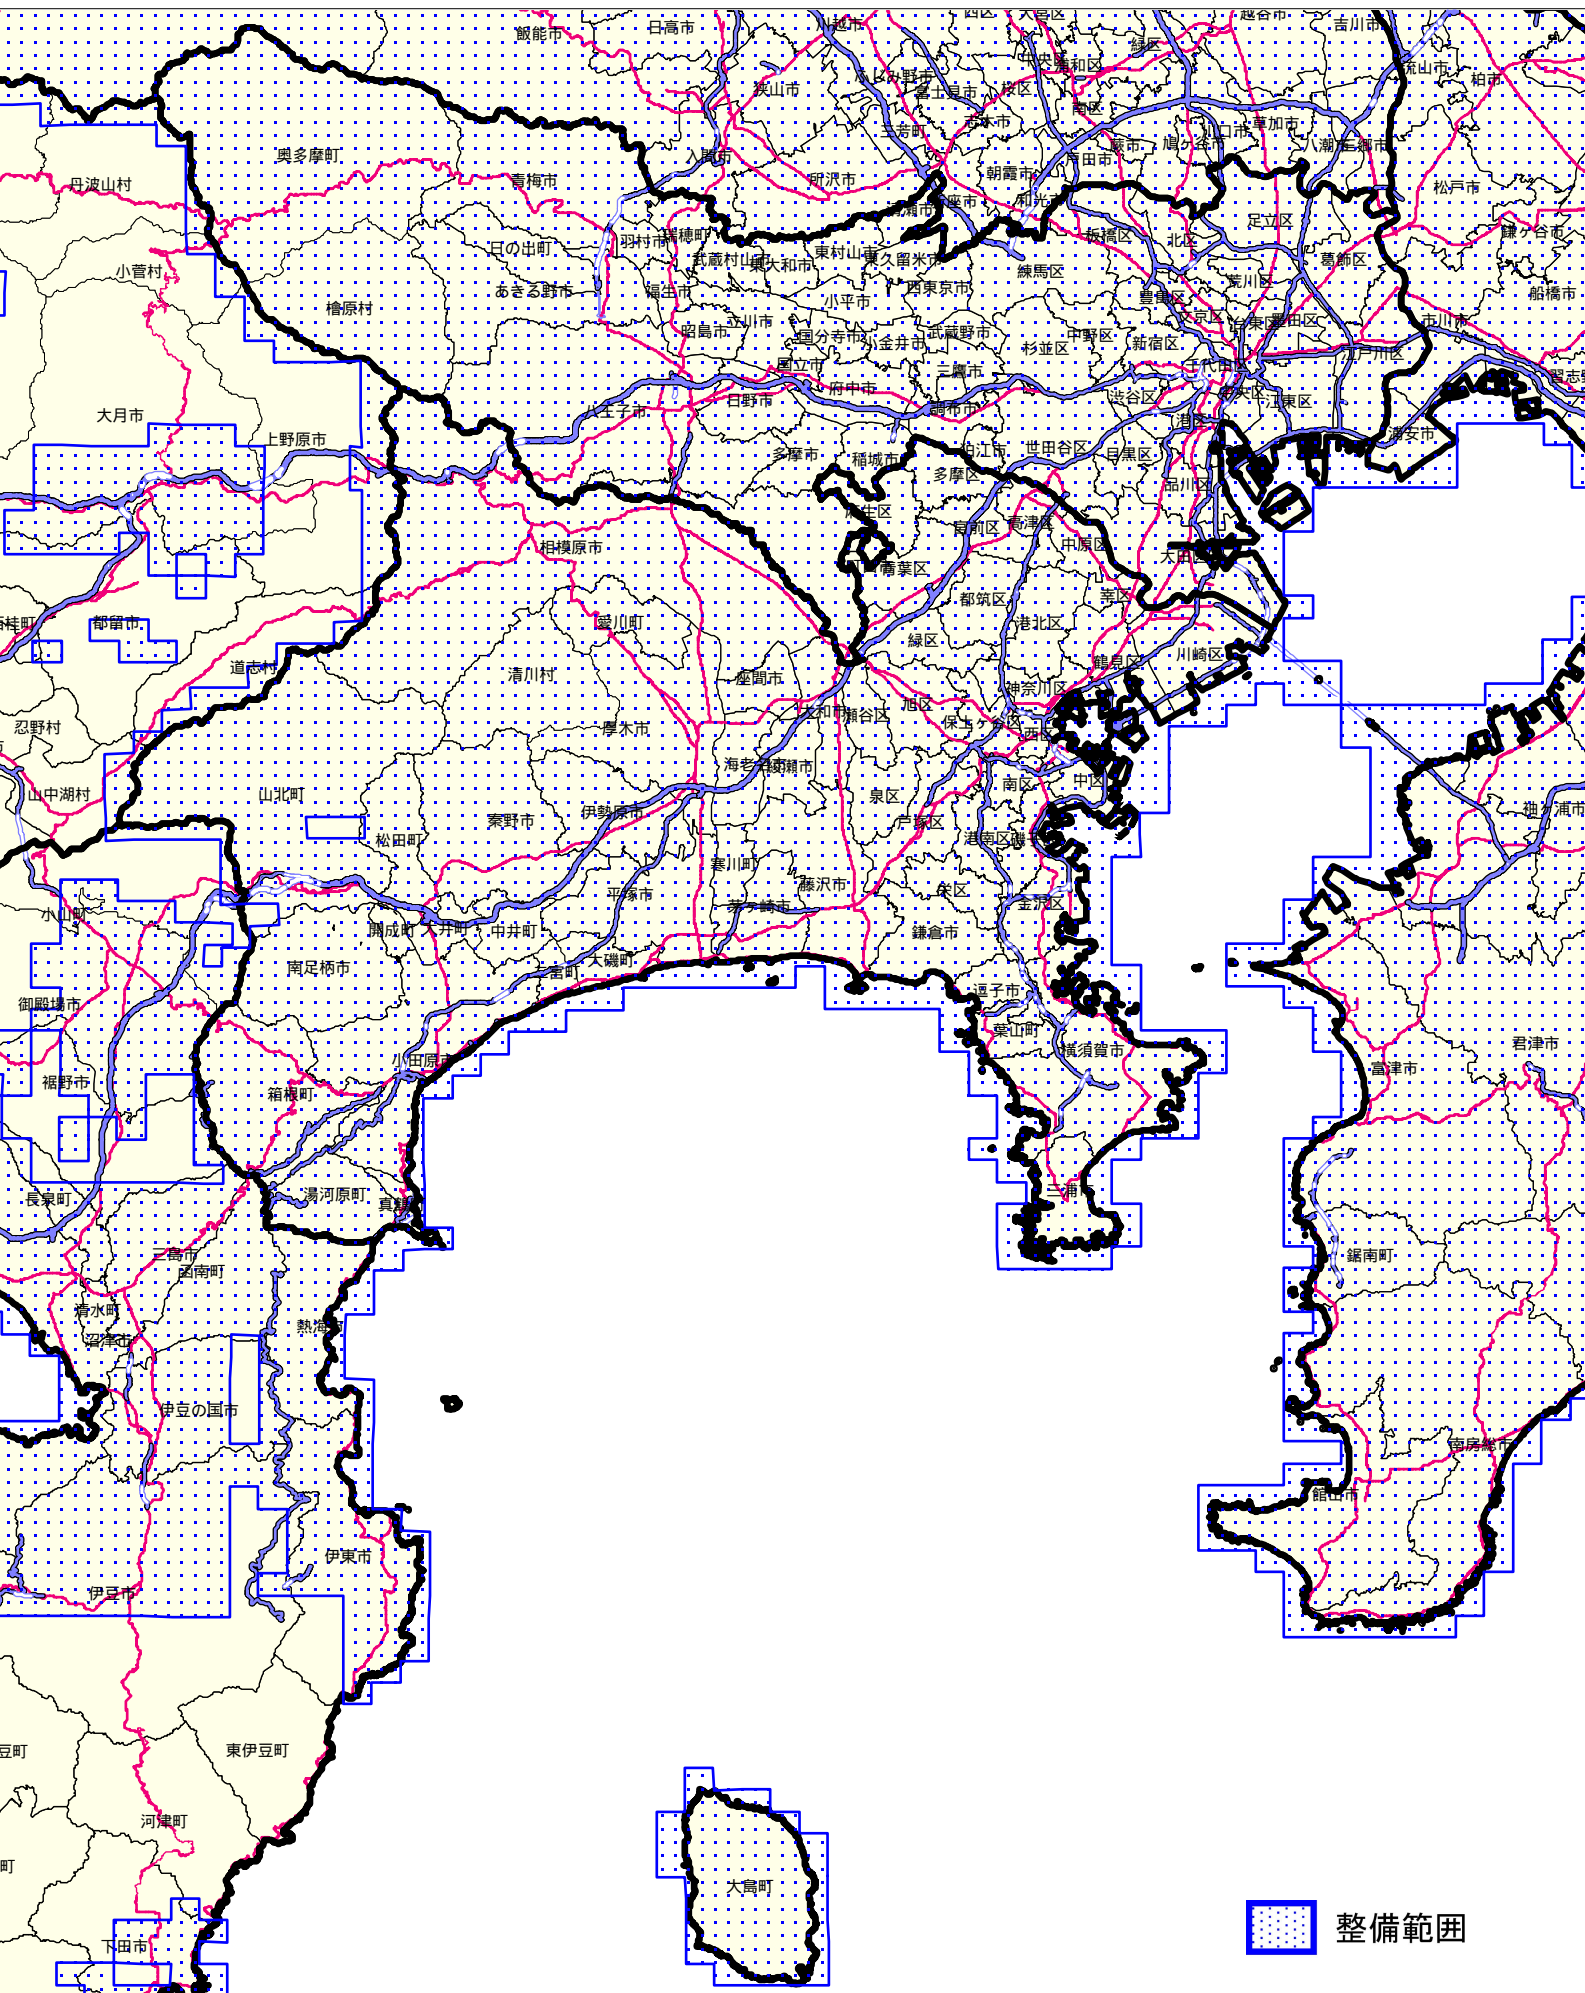 西区
大宮区
越谷市
日高市
川越市
吉川市
飯能市
緑区
中央区
浦和区
流山市
柏市
ふじみ野市
狭山市
富士見市
桜区
南区
志木市
三芳町
川口市
草加市
蕨市
鳩ヶ谷市
八潮市
三郷市
奥多摩町
入間市
戸田市
朝霞市
丹波山村
青梅市
所沢市
松戸市
和光市
清瀬市
足立区
鎌ヶ谷市
羽村市
瑞穂町
板橋区
北区
日の出町
東村山市
武蔵村山市
東大和市
東久留米市
葛飾区
小菅村
練馬区
荒川区
あきる野市
福生市
西東京市
船橋市
檜原村
小平市
豊島区
文京区
台東区
墨田区
市川市
立川市
昭島市
国分寺市
小金井市
武蔵野市
中野区
杉並区
新宿区
江戸川区
国立市
三鷹市
千代田区
府中市
日野市
渋谷区
中央区
江東区
大月市
八王子市
調布市
港区
上野原市
浦安市
多摩市
稲城市
狛江市
世田谷区
目黒区
多摩区
品川区
麻生区
宮前区
高津区
相模原市
中原区
大田区
青葉区
都筑区
幸区
都留市
愛川町
港北区
緑区
川崎区
道志村
清川村
座間市
鶴見区
神奈川区
忍野村
厚木市
大和市
瀬谷区
旭区
保土ヶ谷区
西区
海老名市
綾瀬市
山中湖村
山北町
泉区
南区
中区
袖ヶ浦市
秦野市
伊勢原市
戸塚区
松田町
港南区
寒川町
藤沢市
栄区
平塚市
茅ヶ崎市
金沢区
小山町
開成町
大井町
中井町
鎌倉市
南足柄市
大磯町
二宮町
逗子市
御殿場市
葉山町
横須賀市
君津市
小田原市
富津市
裾野市
箱根町
長泉町
湯河原町
三浦市
三島市
函南町
鋸南町
清水町
熱海市
沼津市
伊豆の国市
南房総市
館山市
伊東市
伊豆市
東伊豆町
河津町
大島町
下田市
整備範囲